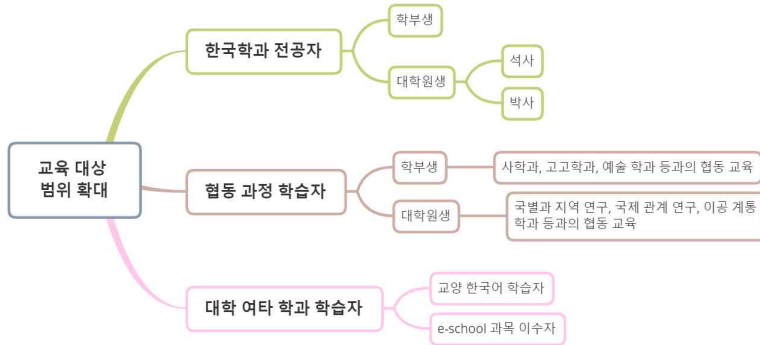 교육 대상
범위 확대
한국학과 전공자
학부생
대학원생
석사
박사
협동 과정 학습자
학부생
사학과, 고고학과, 예술 학과 등과의 협동 교육
대학원생
국별과 지역 연구, 국제 관계 연구, 이공 계통
학과 등과의 협동 교육
대학 여타 학과 학습자
교양 한국어 학습자
e-school 과목 이수자